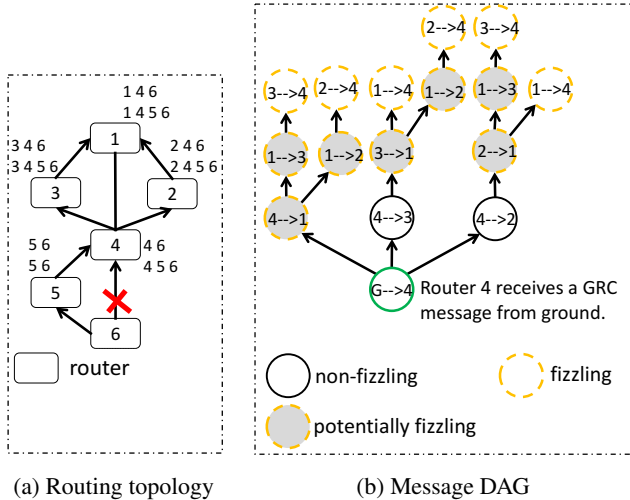 1 4 6
1 4 5 6
1
3 4 6
3 4 5 6
2 4 6
2 4 5 6
3
2
4
5 6
5 6
4 6
4 5 6
5
6
router
(a) Routing topology
2-->4
3-->4
3-->4
2-->4
1-->4
1-->2
1-->3
1-->4
1-->3
1-->2
3-->1
2-->1
4-->1
4-->3
4-->2
G-->4
Router 4 receives a GRC
message from ground.
non-fizzling
fizzling
potentially fizzling
(b) Message DAG